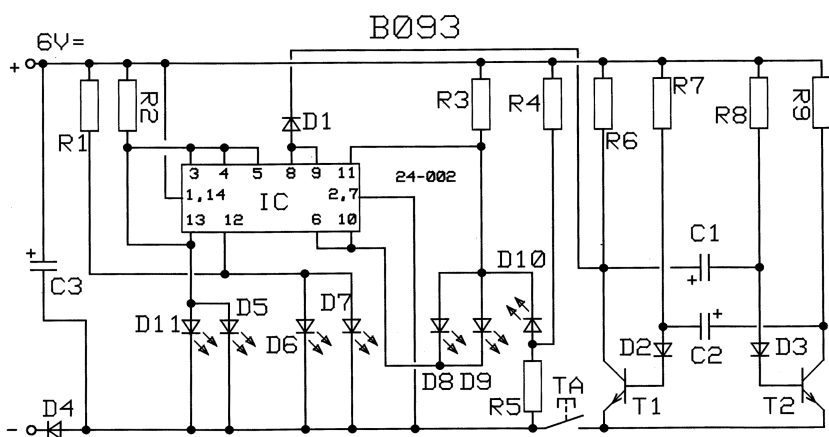 B093
6V=
+
R1
R2
R3
R4
R6
R7
R8
R9
D1
3 4 5 8 9 11
1,14 IC 2,7
13 12 6 10
24-002
+
C3
D11
D5
D6
D7
D8
D9
D10
R5
TA
C1
+
+
C2
D2
D3
T1
T2
-
D4